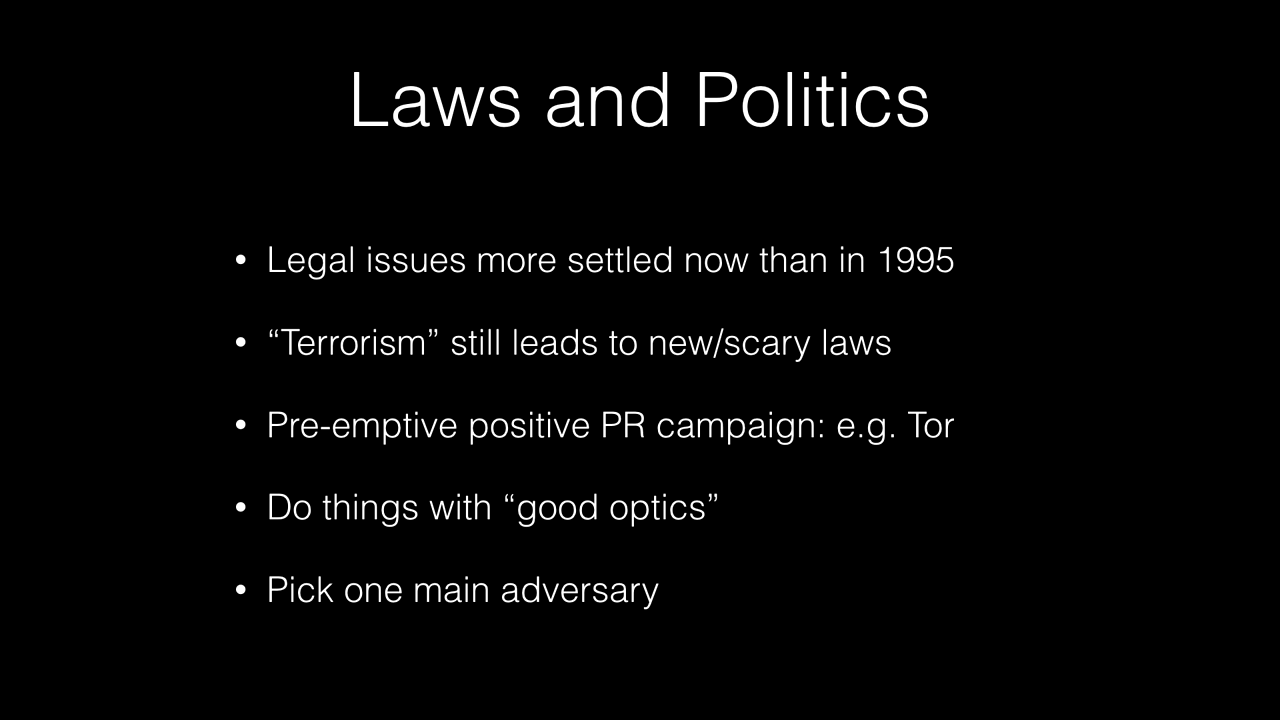 Laws and Politics
• Legal issues more settled now than in 1995
• “Terrorism” still leads to new/scary laws
• Pre-emptive positive PR campaign: e.g. Tor
• Do things with “good optics”
• Pick one main adversary